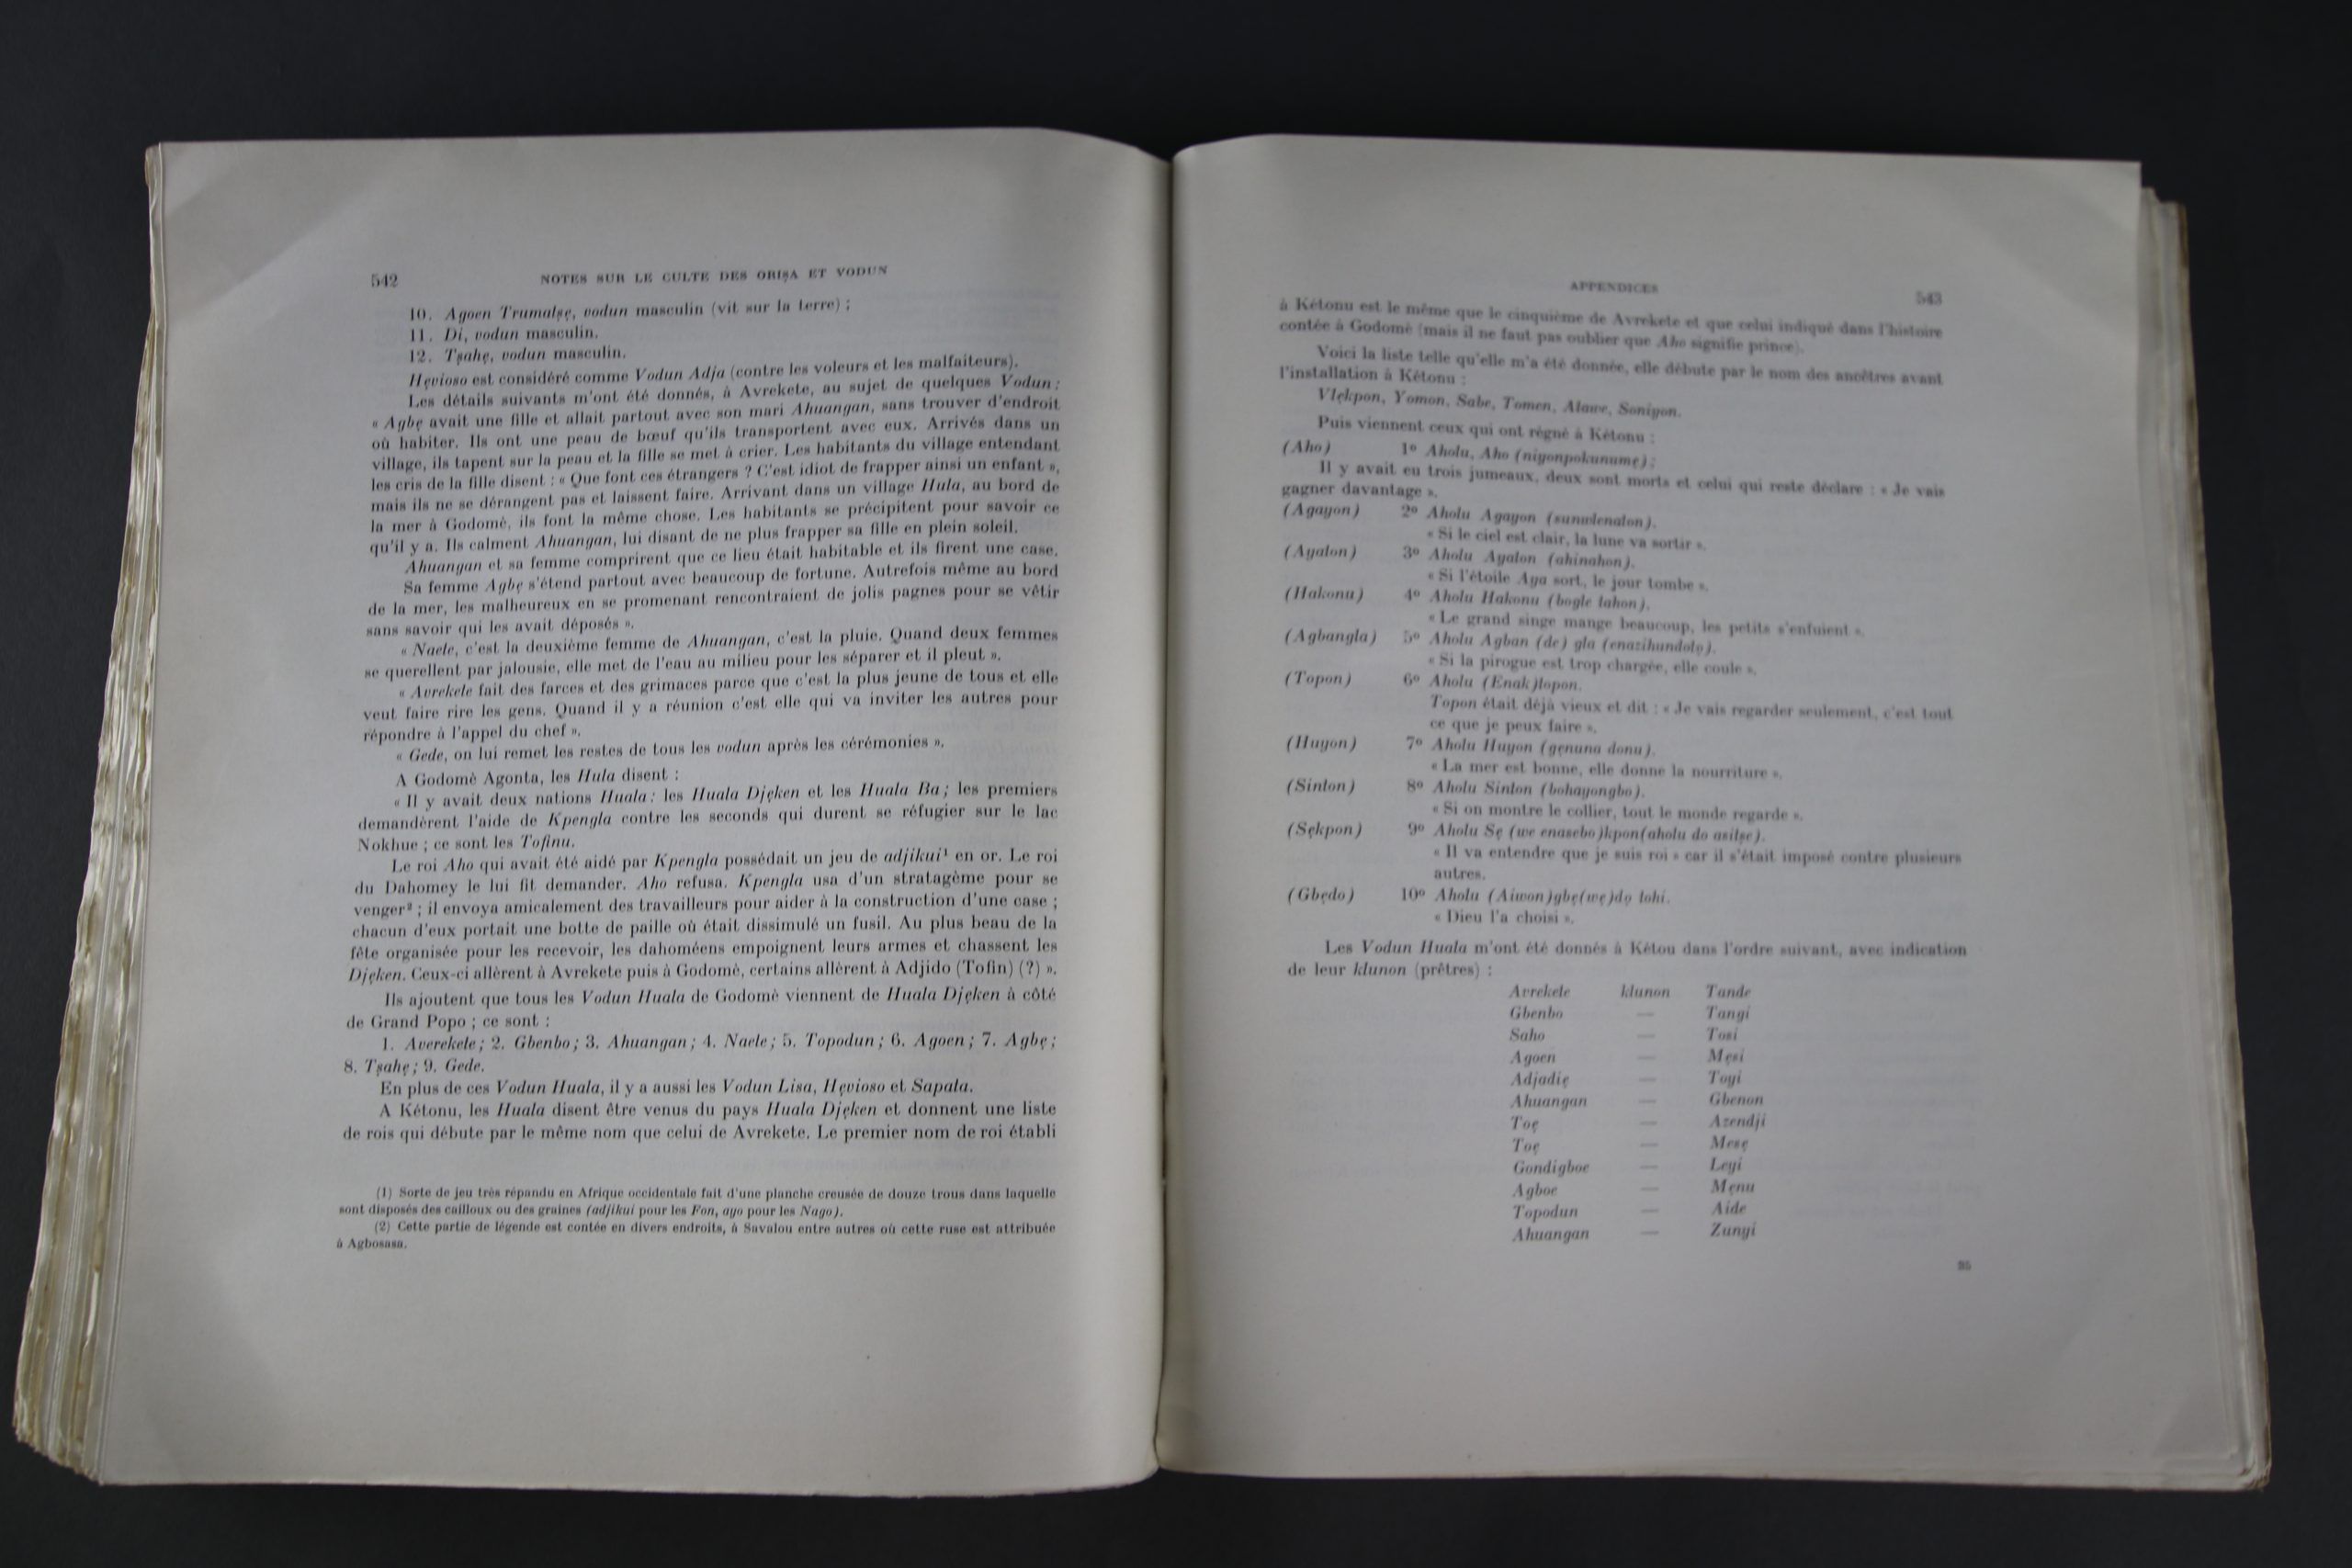 542
NOTES SUR LE CULTE DES ORIṢA ET VODUN
10. Agoen Trumalṣẹ, vodun masculin (vit sur la terre) ;
11. Di, vodun masculin.
12. Tṣahẹ, vodun masculin.
Hẹvioso est considéré comme Vodun Adja (contre les voleurs et les malfaiteurs).
Les détails suivants m'ont été donnés, à Avrekete, au sujet de quelques Vodun :
« Agbẹ avait une fille et allait partout avec son mari Ahuangan, sans trouver d'endroit
où habiter. Ils ont une peau de bœuf qu'ils transportent avec eux. Arrivés dans un
village, ils tapent sur la peau et la fille se met à crier. Les habitants du village entendant
les cris de la fille disent : « Que font ces étrangers ? C'est idiot de frapper ainsi un enfant »,
mais ils ne se dérangent pas et laissent faire. Arrivant dans un village Hula, au bord de
la mer à Godomè, ils font la même chose. Les habitants se précipitent pour savoir ce
qu'il y a. Ils calment Ahuangan, lui disant de ne plus frapper sa fille en plein soleil.
Ahuangan et sa femme comprirent que ce lieu était habitable et ils firent une case.
Sa femme Agbẹ s'étend partout avec beaucoup de fortune. Autrefois même au bord
de la mer, les malheureux en se promenant rencontraient de jolis pagnes pour se vêtir
sans savoir qui les avait déposés ».
« Naete, c'est la deuxième femme de Ahuangan, c'est la pluie. Quand deux femmes
se querellent par jalousie, elle met de l'eau au milieu pour les séparer et il pleut ».
« Avrekete fait des farces et des grimaces parce que c'est la plus jeune de tous et elle
veut faire rire les gens. Quand il y a réunion c'est elle qui va inviter les autres pour
répondre à l'appel du chef ».
« Gede, on lui remet les restes de tous les vodun après les cérémonies ».
A Godomè Agonta, les Hula disent :
« Il y avait deux nations Huala : les Huala Djẹken et les Huala Ba ; les premiers
demandèrent l'aide de Kpengla contre les seconds qui durent se réfugier sur le lac
Nokhue ; ce sont les Tofinu.
Le roi Aho qui avait été aidé par Kpengla possédait un jeu de adjikui¹ en or. Le roi
du Dahomey le lui fit demander. Aho refusa. Kpengla usa d'un stratagème pour se
venger² ; il envoya amicalement des travailleurs pour aider à la construction d'une case ;
chacun d'eux portait une botte de paille où était dissimulé un fusil. Au plus beau de la
fête organisée pour les recevoir, les dahoméens empoignent leurs armes et chassent les
Djẹken. Ceux-ci allèrent à Avrekete puis à Godomè, certains allèrent à Adjido (Tofin) (?) ».
Ils ajoutent que tous les Vodun Huala de Godomè viennent de Huala Djẹken à côté
de Grand Popo ; ce sont :
1. Averekete ; 2. Gbenbo ; 3. Ahuangan ; 4. Naete ; 5. Topodun ; 6. Agoen ; 7. Agbẹ ;
8. Tṣahẹ ; 9. Gede.
En plus de ces Vodun Huala, il y a aussi les Vodun Lisa, Hẹvioso et Sapata.
A Kétonu, les Huala disent être venus du pays Huala Djẹken et donnent une liste
de rois qui débute par le même nom que celui de Avrekete. Le premier nom de roi établi
(1) Sorte de jeu très répandu en Afrique occidentale fait d'une planche creusée de douze trous dans laquelle
sont disposés des cailloux ou des graines (adjikui pour les Fon, ayo pour les Nago).
(2) Cette partie de légende est contée en divers endroits, à Savalou entre autres où cette ruse est attribuée
à Agbosasa.
APPENDICES
543
à Kétonu est le même que le cinquième de Avrekete et que celui indiqué dans l'histoire
contée à Godomè (mais il ne faut pas oublier que Aho signifie prince).
Voici la liste telle qu'elle m'a été donnée, elle débute par le nom des ancêtres avant
l'installation à Kétonu :
Vlẹkpon, Yomon, Sabe, Tomen, Atawe, Soniyon.
Puis viennent ceux qui ont régné à Kétonu :
(Aho) 1º Aholu, Aho (niyonpokunumẹ) ;
Il y avait eu trois jumeaux, deux sont morts et celui qui reste déclare : « Je vais
gagner davantage ».
(Agayon) 2º Aholu Agayon (sunwlenaton).
« Si le ciel est clair, la lune va sortir ».
(Ayaton) 3º Aholu Ayaton (ahinahon).
« Si l'étoile Aya sort, le jour tombe ».
(Hakonu) 4º Aholu Hakonu (bogle tahon).
« Le grand singe mange beaucoup, les petits s'enfuient ».
(Agbangla) 5º Aholu Agban (de) gla (enazihundolọ).
« Si la pirogue est trop chargée, elle coule ».
(Topon) 6º Aholu (Enak)topon.
Topon était déjà vieux et dit : « Je vais regarder seulement, c'est tout
ce que je peux faire ».
(Huyon) 7º Aholu Huyon (gẹnuna donu).
« La mer est bonne, elle donne la nourriture ».
(Sinton) 8º Aholu Sinton (bohayongbo).
« Si on montre le collier, tout le monde regarde ».
(Sẹkpon) 9º Aholu Sẹ (we enasebo)kpon(aholu do asitṣe).
« Il va entendre que je suis roi » car il s'était imposé contre plusieurs
autres.
(Gbẹdo) 10º Aholu (Aiwon)gbẹ(wẹ)dọ tohi.
« Dieu l'a choisi ».
Les Vodun Huala m'ont été donnés à Kétou dans l'ordre suivant, avec indication
de leur klunon (prêtres) :
Avrekete klunon Tande
Gbenbo — Tangi
Saho — Tosi
Agoen — Mẹsi
Adjadiẹ — Toyi
Ahuangan — Gbenon
Toẹ — Azendji
Toẹ — Mesẹ
Gondigboe — Leyi
Agboe — Mẹnu
Topodun — Aide
Ahuangan — Zunyi
35